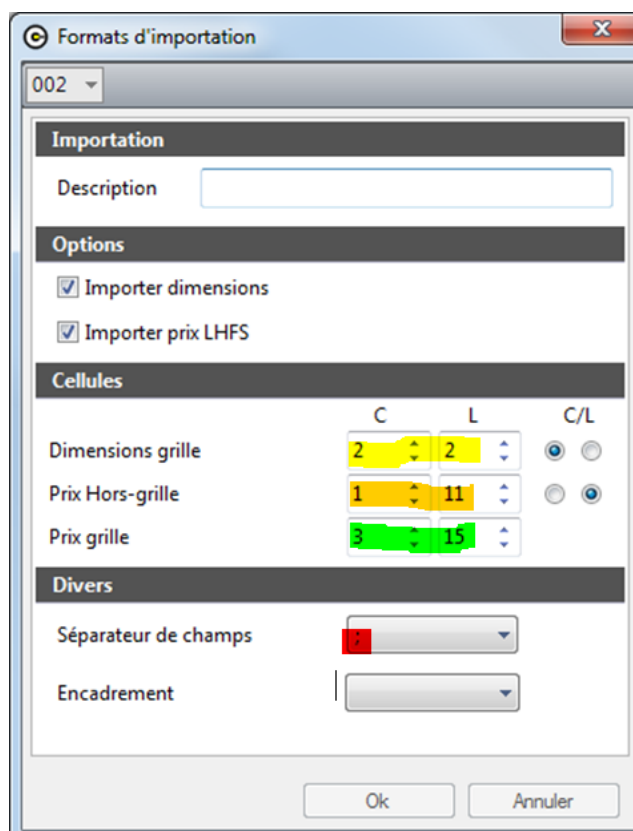 Formats d'importation
002
Importation
Description
Options
Importer dimensions
Importer prix LHFS
Cellules
C L C/L
Dimensions grille 2 2
Prix Hors-grille 1 11
Prix grille 3 15
Divers
Séparateur de champs ;
Encadrement
Ok Annuler